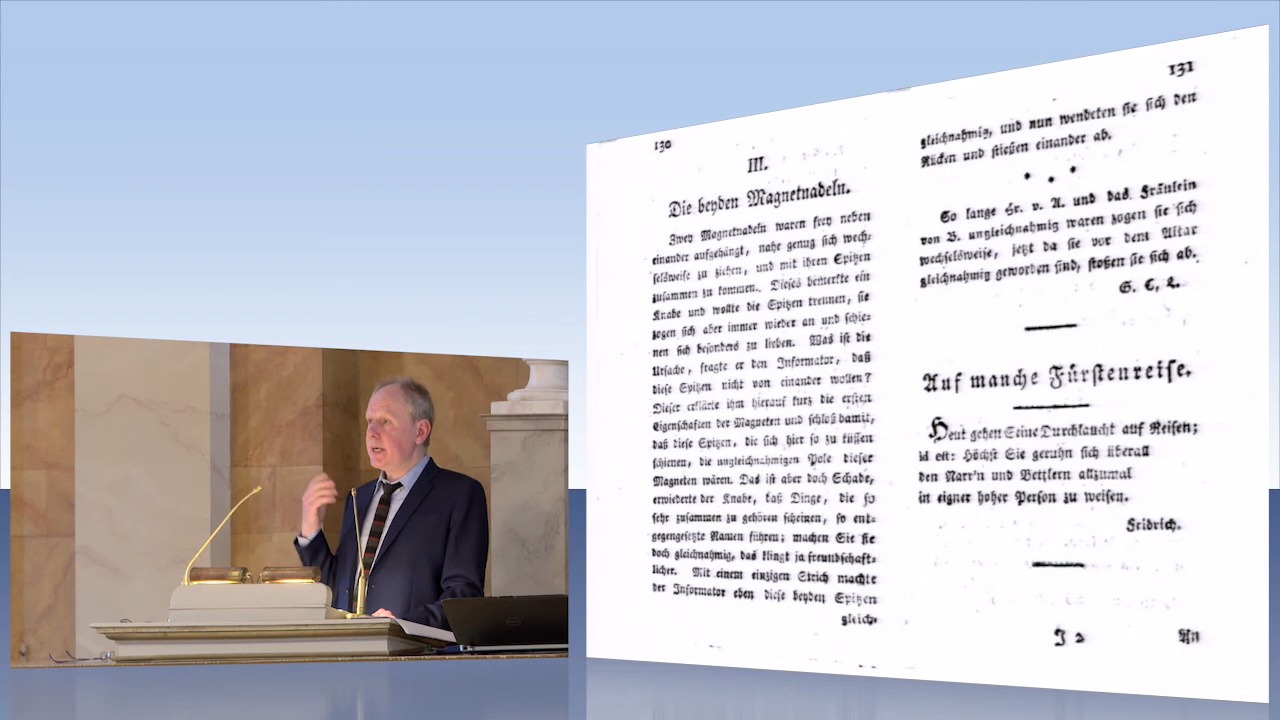 130
III.
Die beyden Magnetnadeln.
Zwey Magnetnadeln waren frey neben
einander aufgehängt, nahe genug sich wech-
selsweise zu ziehen, und mit ihren Spitzen
zusammen zu kommen. Dieses bemerkte ein
Knabe und wollte die Spitzen trennen, sie
zogen sich aber immer wieder an und schie-
nen sich besonders zu lieben. Was ist die
Ursache, fragte er den Informator, daß
diese Spitzen nicht von einander wollen?
Dieser erklärte ihm hierauf kurz die ersten
Eigenschaften der Magneten und schloß damit,
daß diese Spitzen, die sich hier so zu küssen
schienen, die ungleichnahmigen Pole dieser
Magneten wären. Das ist aber doch Schade,
erwiederte der Knabe, daß Dinge, die so
sehr zusammen zu gehören scheinen, so ent-
gegengesetzte Namen führen; machen Sie sie
doch gleichnahmig, das klingt ja freundschaft-
licher. Mit einem einzigen Strich machte
der Informator eben diese beyden Spitzen
gleich-
131
gleichnahmig, und nun wendeten sie sich den
Rücken und stießen einander ab.
* * *
So lange Hr. v. A. und das Fräulein
von B. ungleichnahmig waren zogen sie sich
wechselsweise, jetzt da sie vor dem Altar
gleichnahmig geworden sind, stoßen sie sich ab.
G. C. L.
Auf manche Fürstenreise.
Heut gehen Seine Durchlaucht auf Reisen;
id est: Höchst Sie geruhn sich überall
den Narr'n und Bettlern allzumal
in eigner hoher Person zu weisen.
Fridrich.
I 2
An